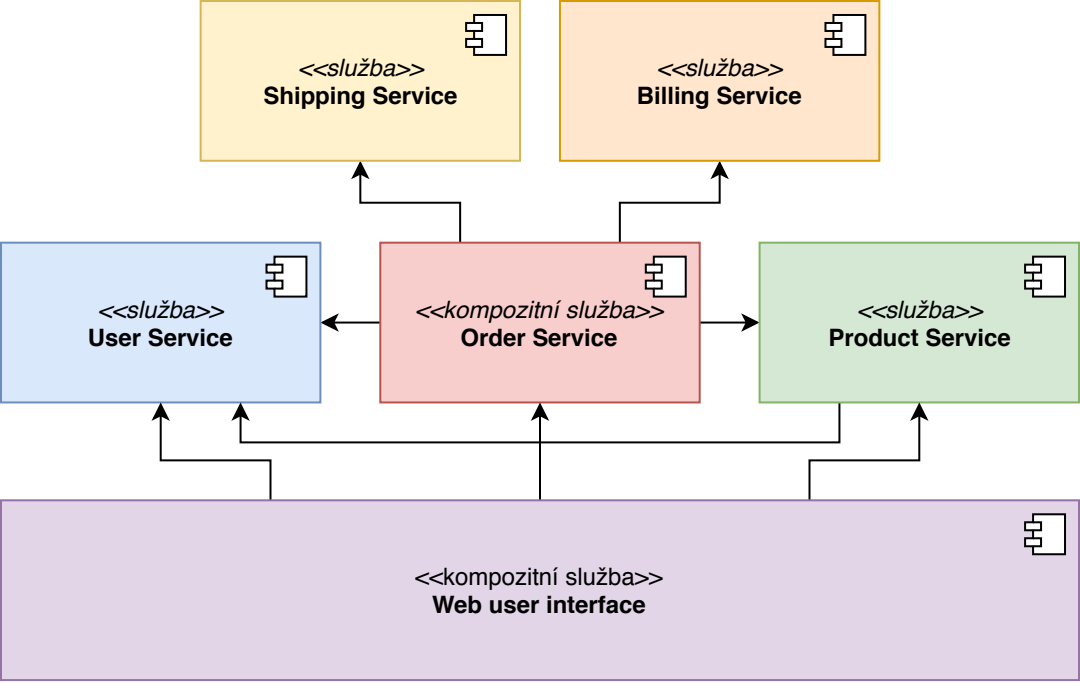 <<služba>>
Shipping Service
<<služba>>
Billing Service
<<služba>>
User Service
<<kompozitní služba>>
Order Service
<<služba>>
Product Service
<<kompozitní služba>>
Web user interface